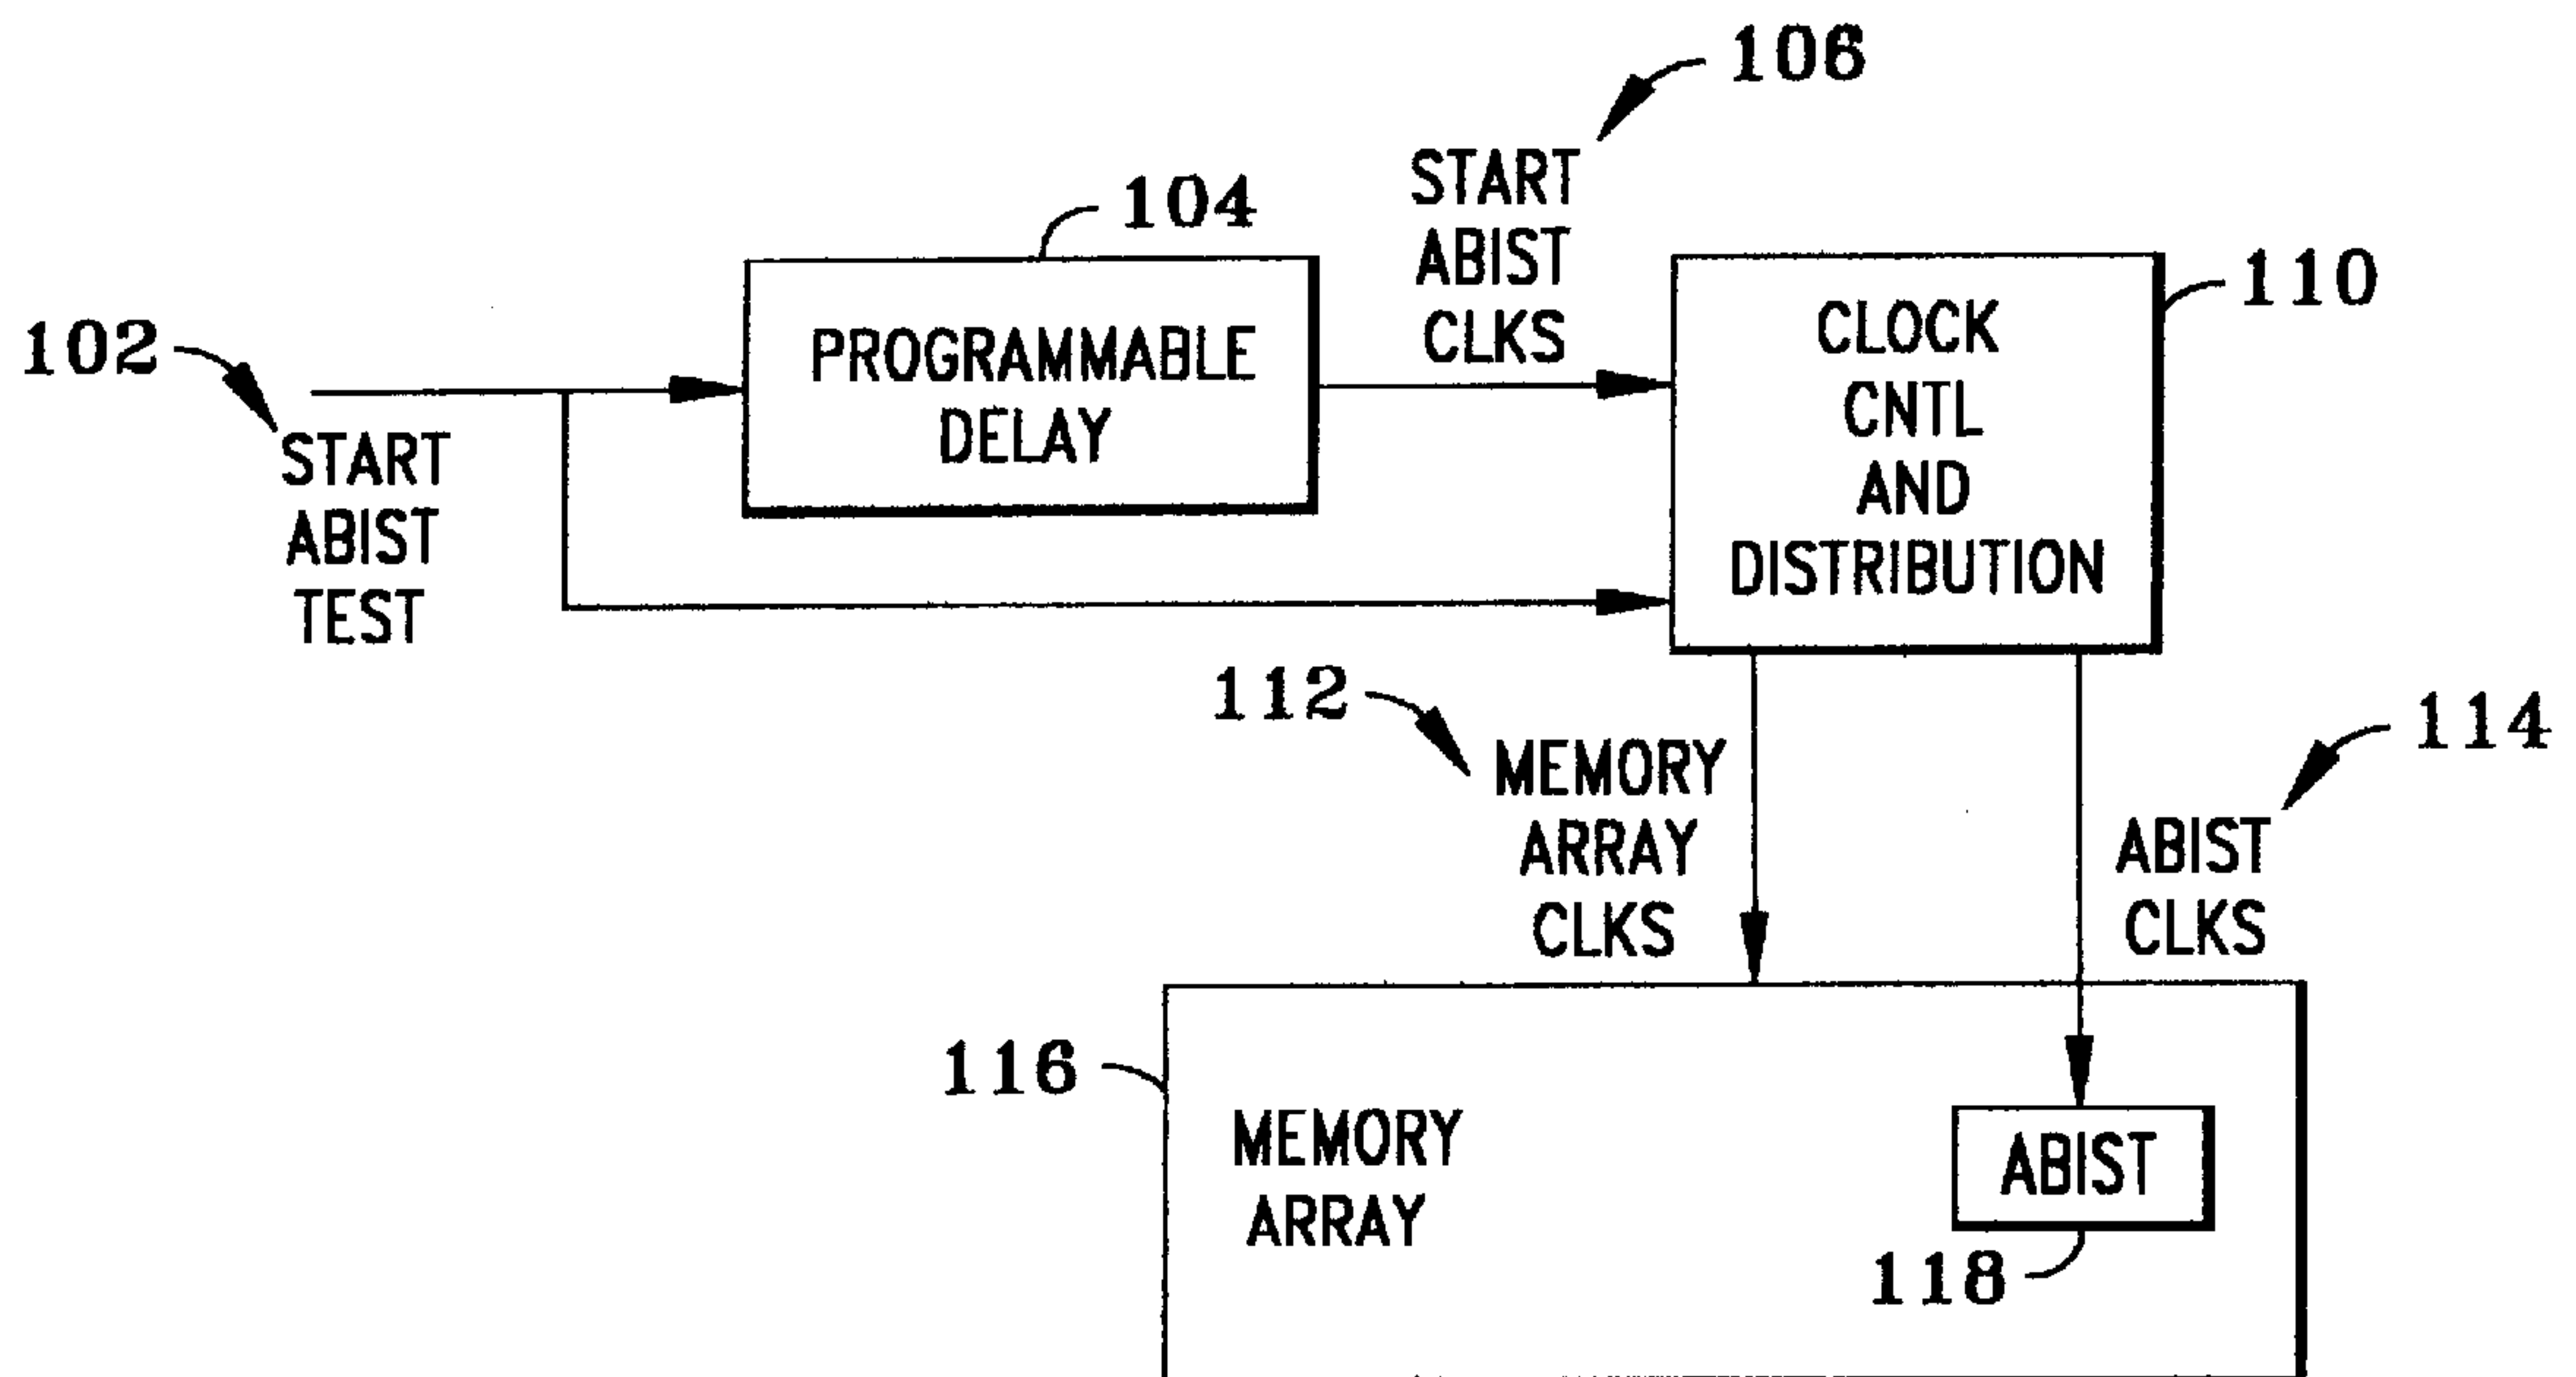 106
START
ABIST
CLKS
104
PROGRAMMABLE
DELAY
102
START
ABIST
TEST
110
CLOCK
CNTL
AND
DISTRIBUTION
112
MEMORY
ARRAY
CLKS
114
ABIST
CLKS
116
MEMORY
ARRAY
ABIST
118